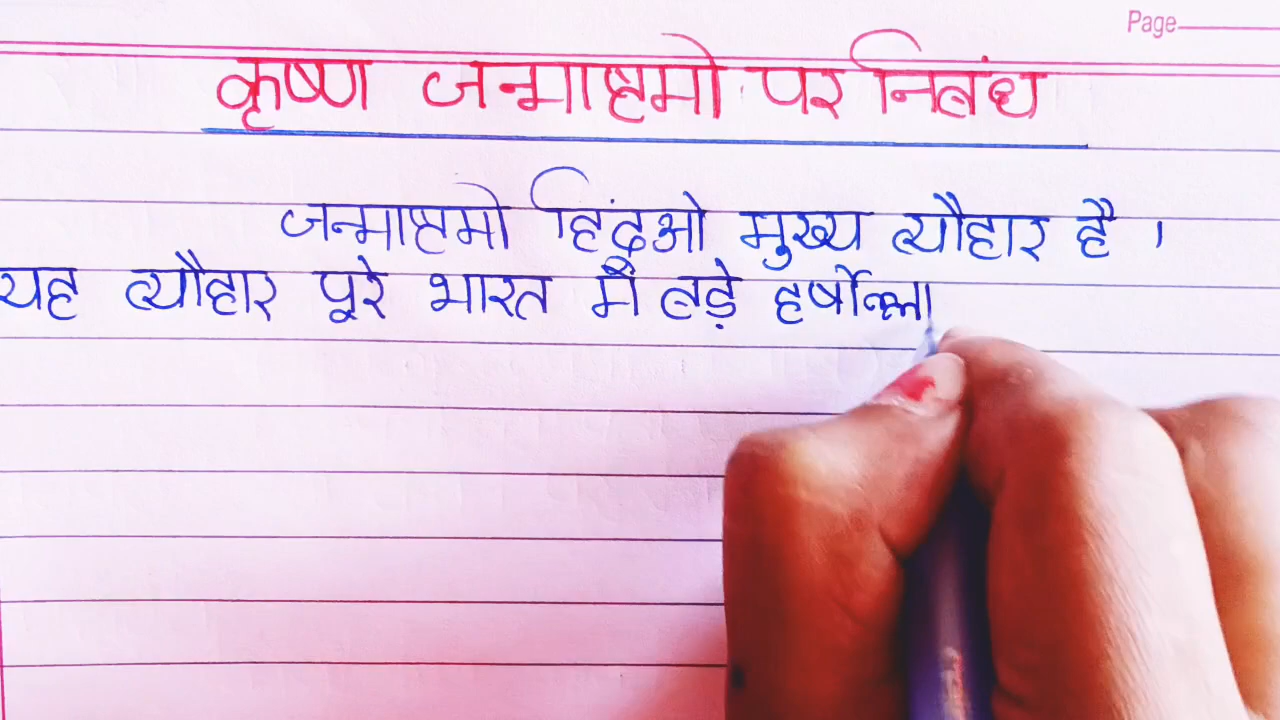 Page
कृष्ण जन्माष्टमी पर निबंध
जन्माष्टमी हिंदुओ मुख्य त्यौहार है ।
यह त्यौहार पूरे भारत में बड़े हर्षोल्ला